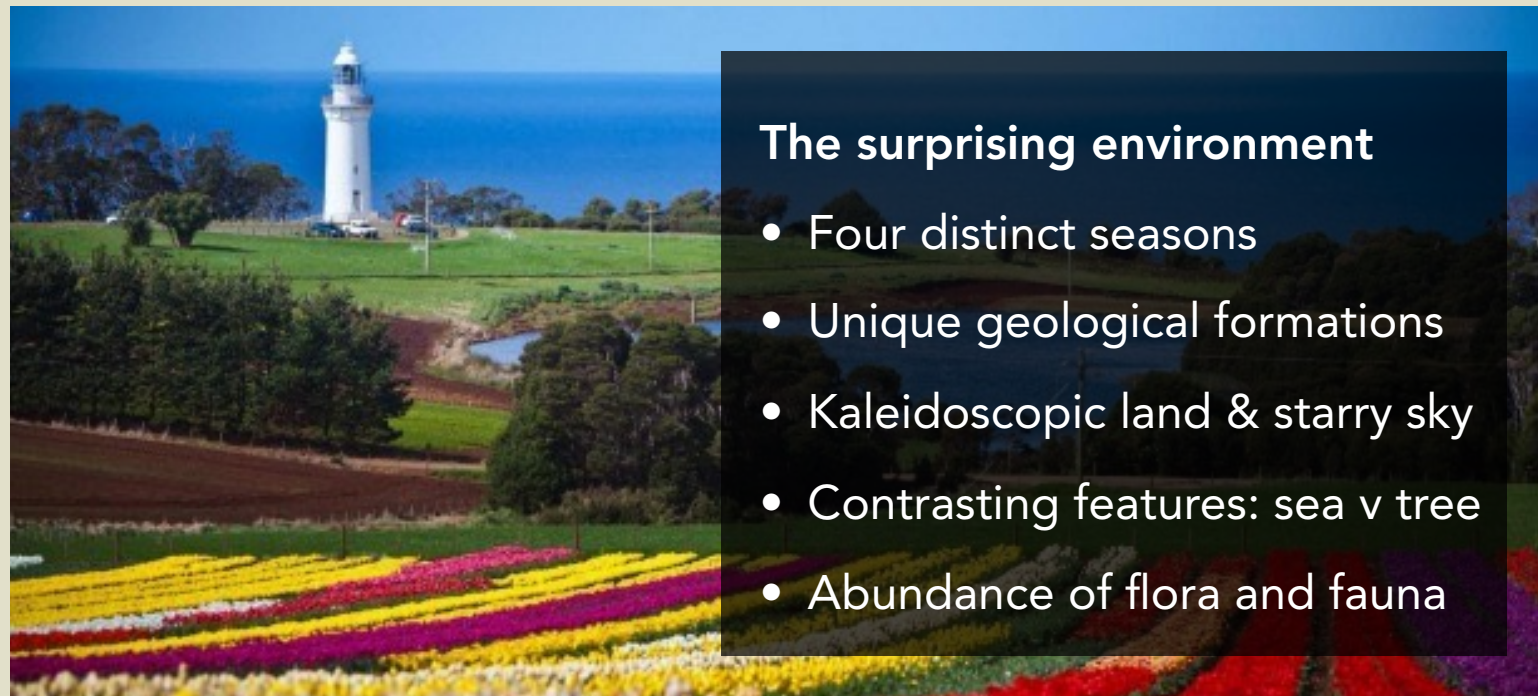 The surprising environment
• Four distinct seasons
• Unique geological formations
• Kaleidoscopic land & starry sky
• Contrasting features: sea v tree
• Abundance of flora and fauna